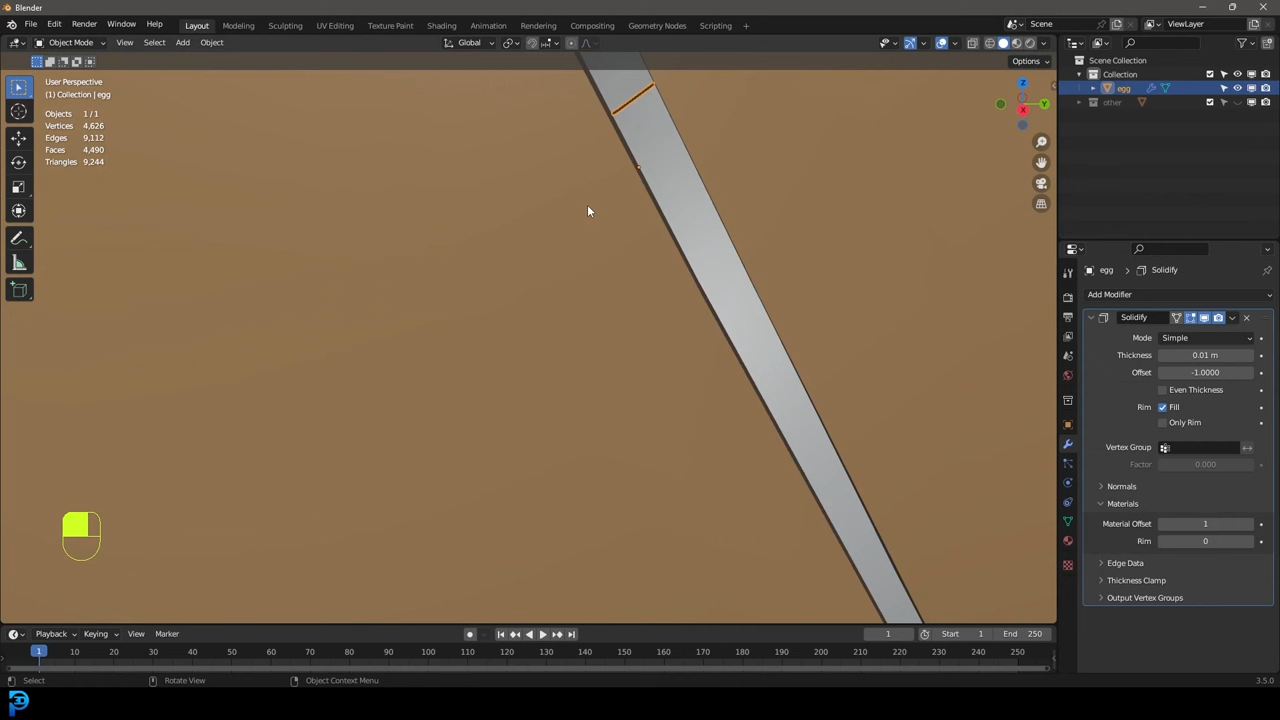 Blender
File Edit Render Window Help
Layout Modeling Sculpting UV Editing Texture Paint Shading Animation Rendering Compositing Geometry Nodes Scripting
Scene
ViewLayer
Object Mode View Select Add Object
Global
Options
User Perspective
(1) Collection | egg
Objects 1/1
Vertices 4,626
Edges 9,112
Faces 4,490
Triangles 9,244
Z
Y
X
Scene Collection
Collection
egg
other
egg > Solidify
Add Modifier
Solidify
Mode Simple
Thickness 0.01 m
Offset -1.0000
Even Thickness
Rim Fill
Only Rim
Vertex Group
Factor 0.000
Normals
Materials
Material Offset 1
Rim 0
Edge Data
Thickness Clamp
Output Vertex Groups
Playback Keying View Marker
1 Start 1 End 250
1 10 20 30 40 50 60 70 80 90 100 110 120 130 140 150 160 170 180 190 200 210 220 230 240 250
Select Rotate View Object Context Menu 3.5.0